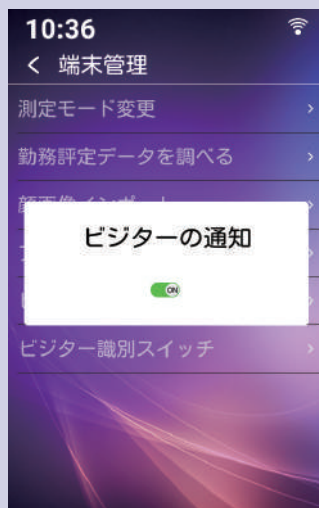 10:36
端末管理
測定モード変更
勤務評定データを調べる
ビジターの通知
ON
ビジター識別スイッチ